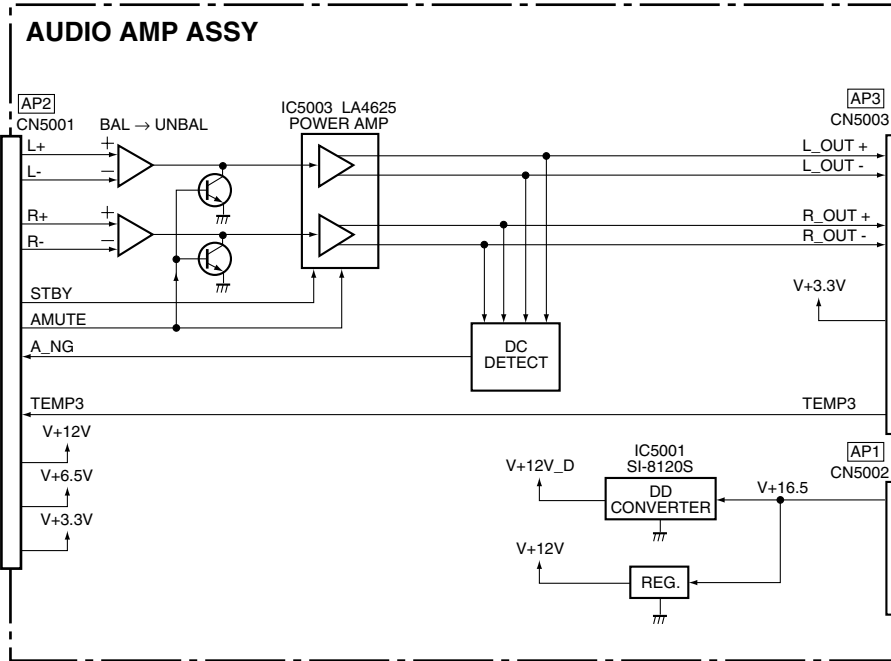 AUDIO AMP ASSY
AP2
CN5001
BAL → UNBAL
IC5003 LA4625
POWER AMP
AP3
CN5003
L+
+
L-
−
L_OUT +
L_OUT -
R+
+
R-
−
R_OUT +
R_OUT -
STBY
AMUTE
A_NG
V+3.3V
DC
DETECT
TEMP3
TEMP3
V+12V
V+6.5V
V+3.3V
AP1
CN5002
IC5001
SI-8120S
V+12V_D
DD
CONVERTER
V+16.5
V+12V
REG.